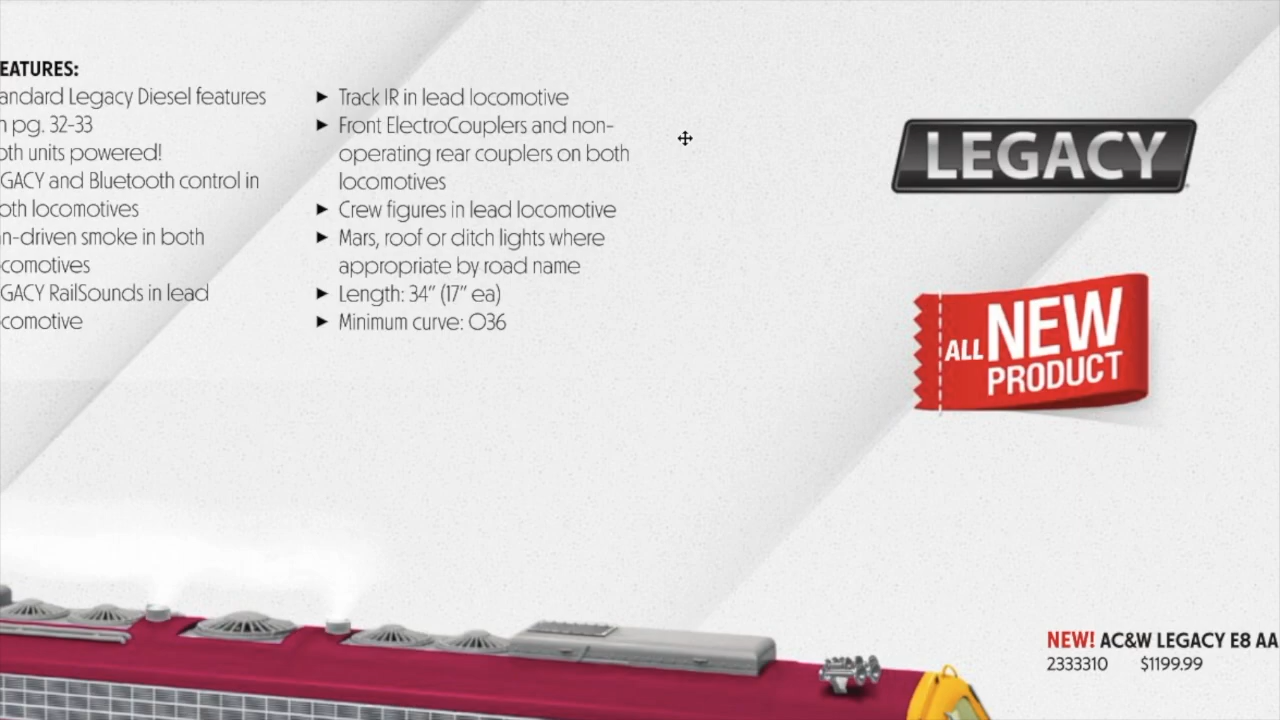 EATURES:
andard Legacy Diesel features
n pg. 32-33
oth units powered!
GACY and Bluetooth control in
oth locomotives
n-driven smoke in both
comotives
GACY RailSounds in lead
comotive
► Track IR in lead locomotive
► Front ElectroCouplers and non-
operating rear couplers on both
locomotives
► Crew figures in lead locomotive
► Mars, roof or ditch lights where
appropriate by road name
► Length: 34” (17” ea)
► Minimum curve: O36
LEGACY
ALL NEW
PRODUCT
NEW! AC&W LEGACY E8 AA
2333310 $1199.99